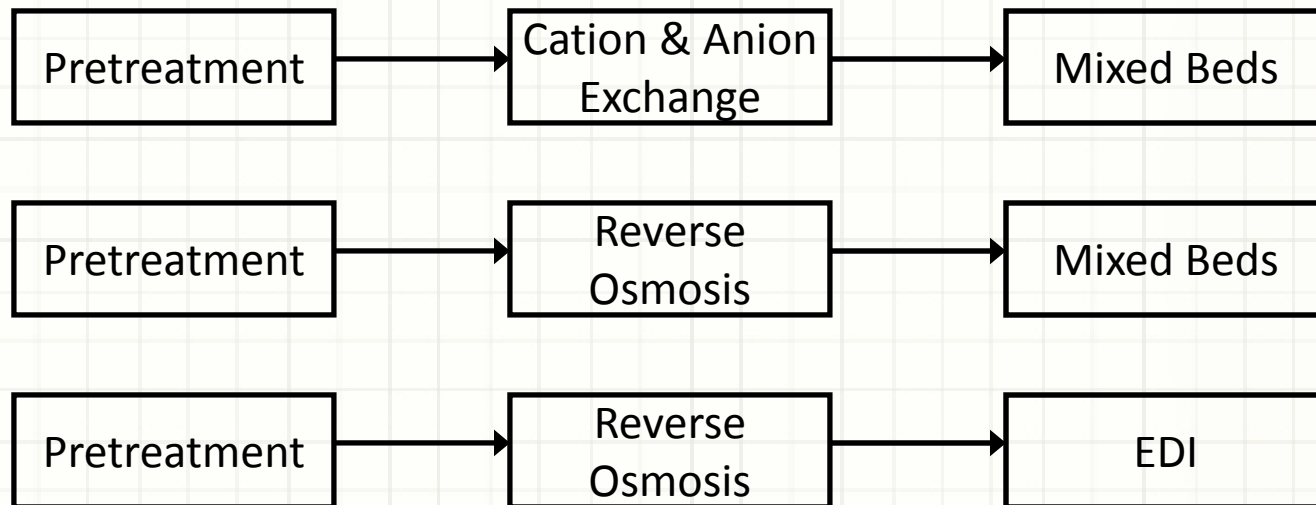 Pretreatment
Cation & Anion
Exchange
Mixed Beds
Pretreatment
Reverse
Osmosis
Mixed Beds
Pretreatment
Reverse
Osmosis
EDI